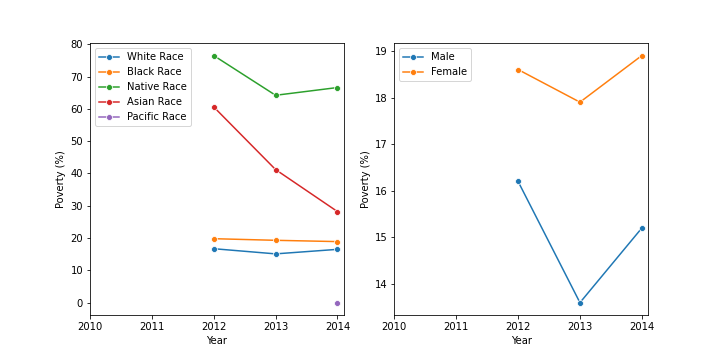 White Race
Black Race
Native Race
Asian Race
Pacific Race
80
70
60
50
40
30
20
10
0
Poverty (%)
2010 2011 2012 2013 2014
Year
Male
Female
19
18
17
16
15
14
Poverty (%)
2010 2011 2012 2013 2014
Year